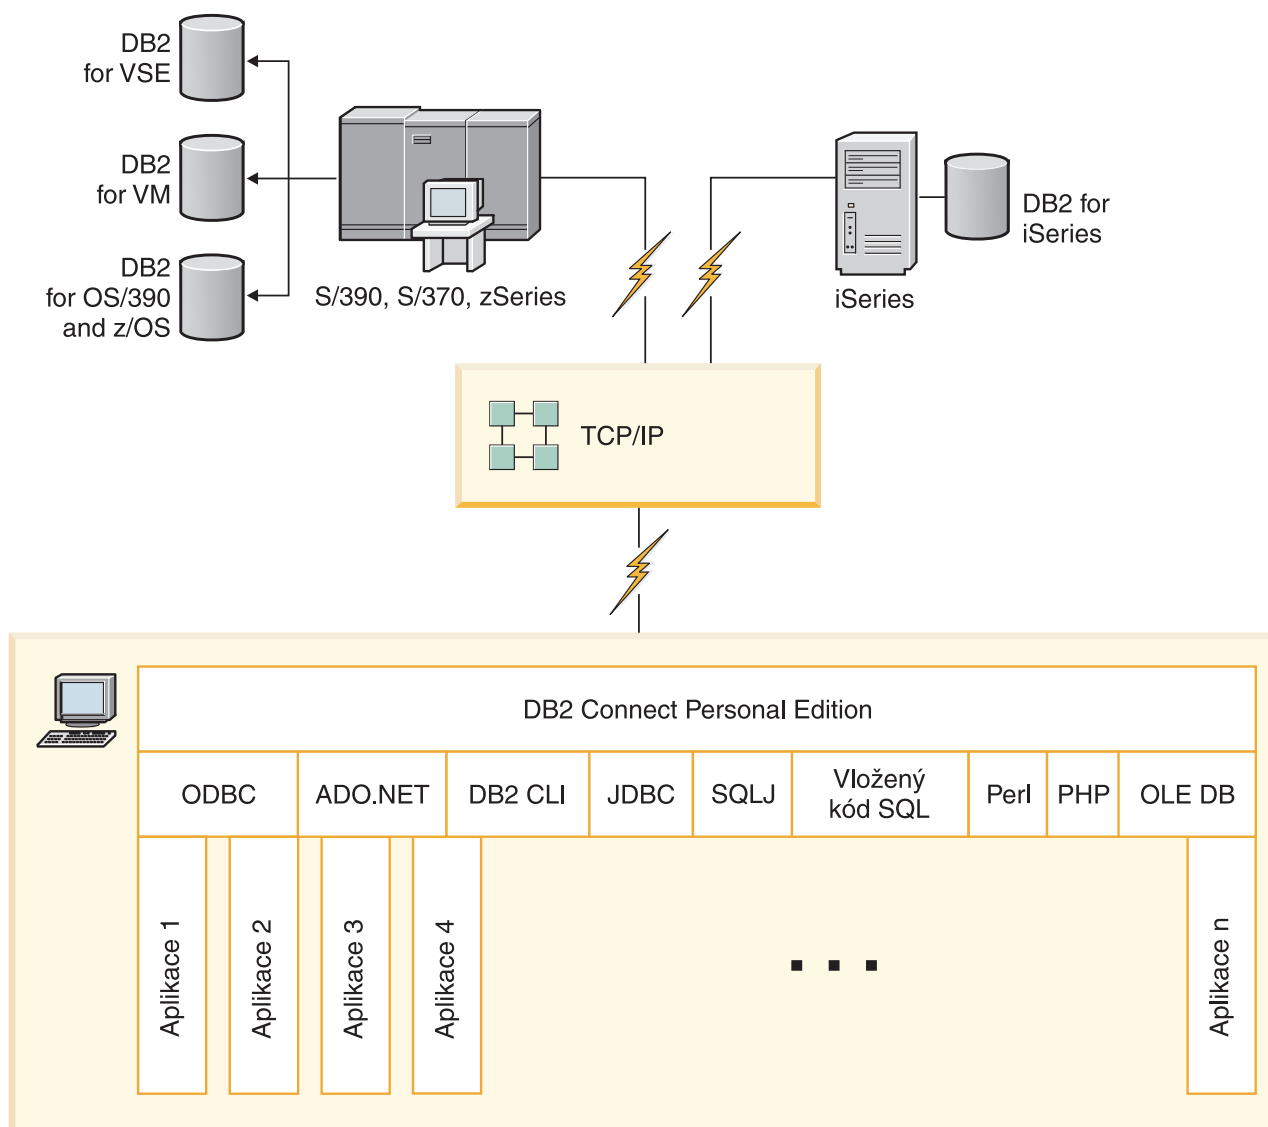 DB2
for VSE
DB2
for VM
DB2
for OS/390
and z/OS
S/390, S/370, zSeries
iSeries
DB2 for
iSeries
TCP/IP
DB2 Connect Personal Edition
ODBC
ADO.NET
DB2 CLI
JDBC
SQLJ
Vložený
kód SQL
Perl
PHP
OLE DB
Aplikace 1
Aplikace 2
Aplikace 3
Aplikace 4
Aplikace n